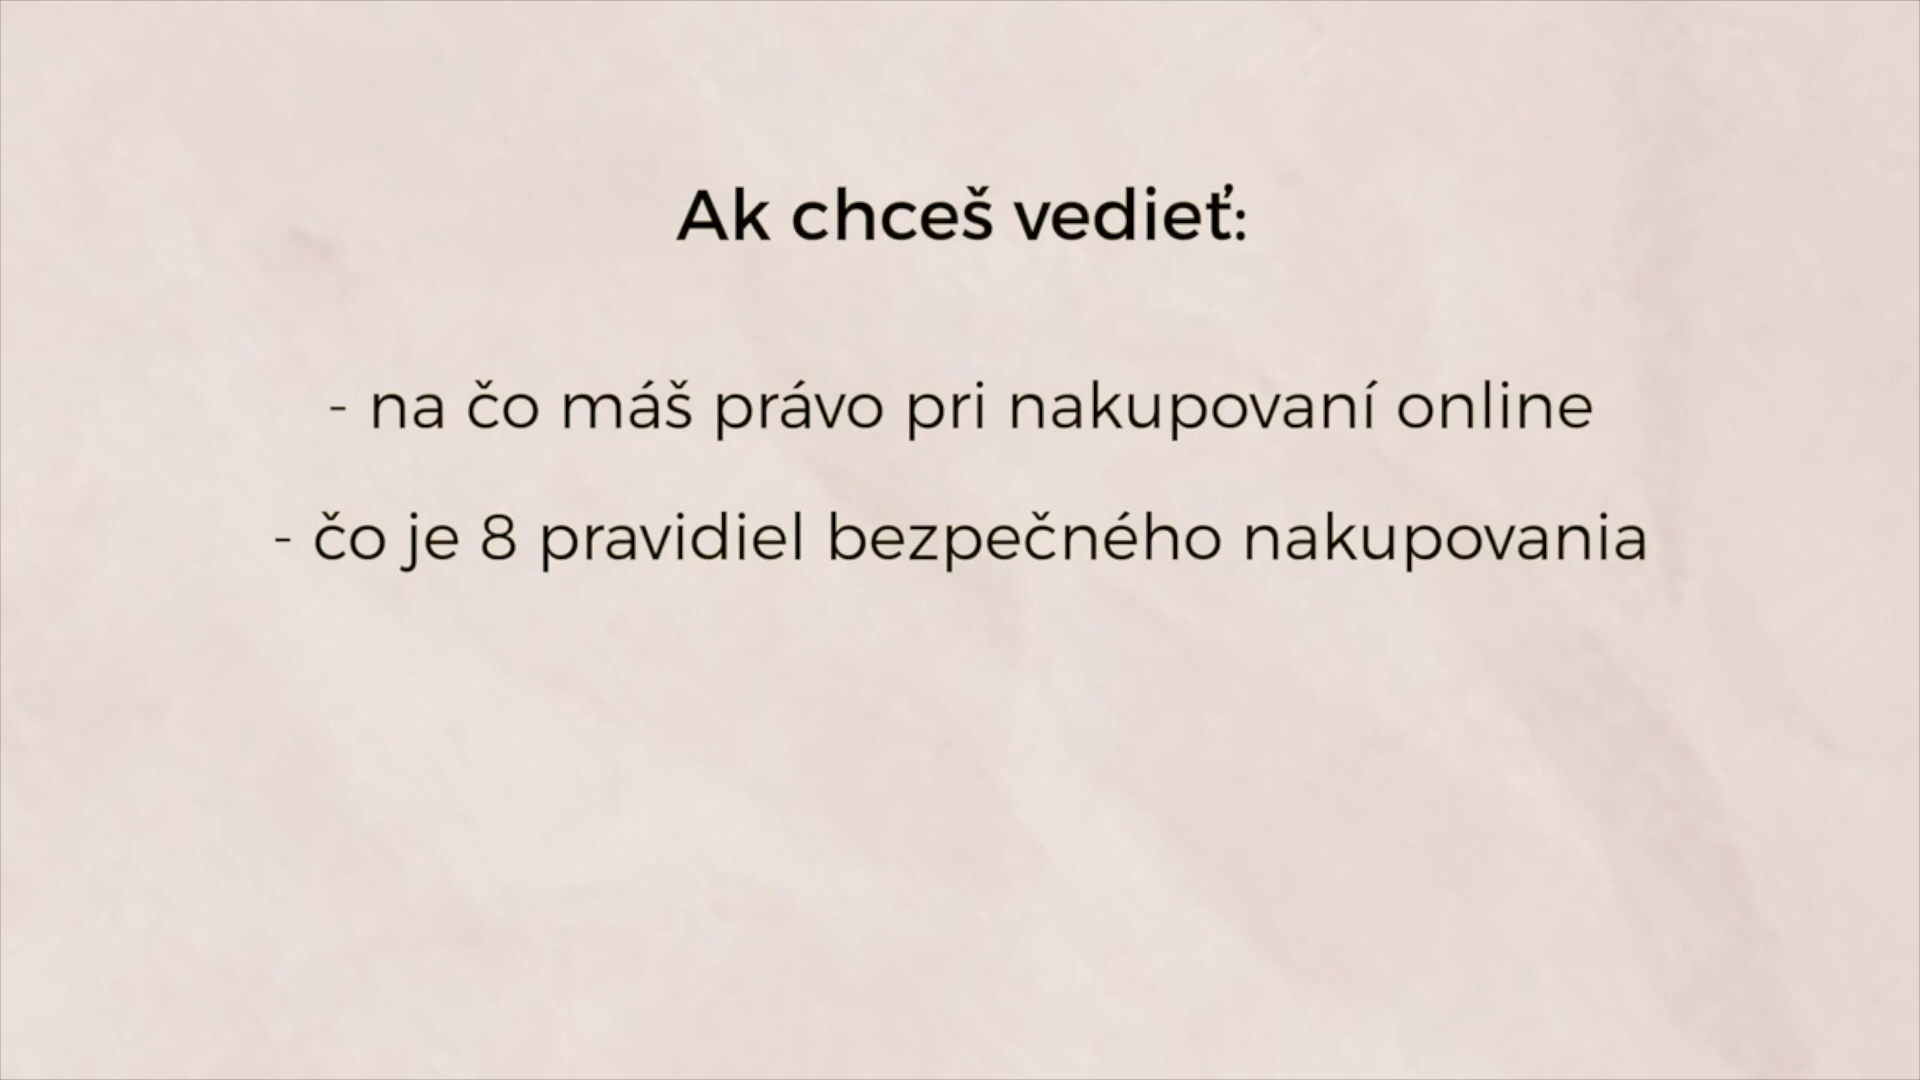 Ak chceš vedieť:
- na čo máš právo pri nakupovaní online
- čo je 8 pravidiel bezpečného nakupovania